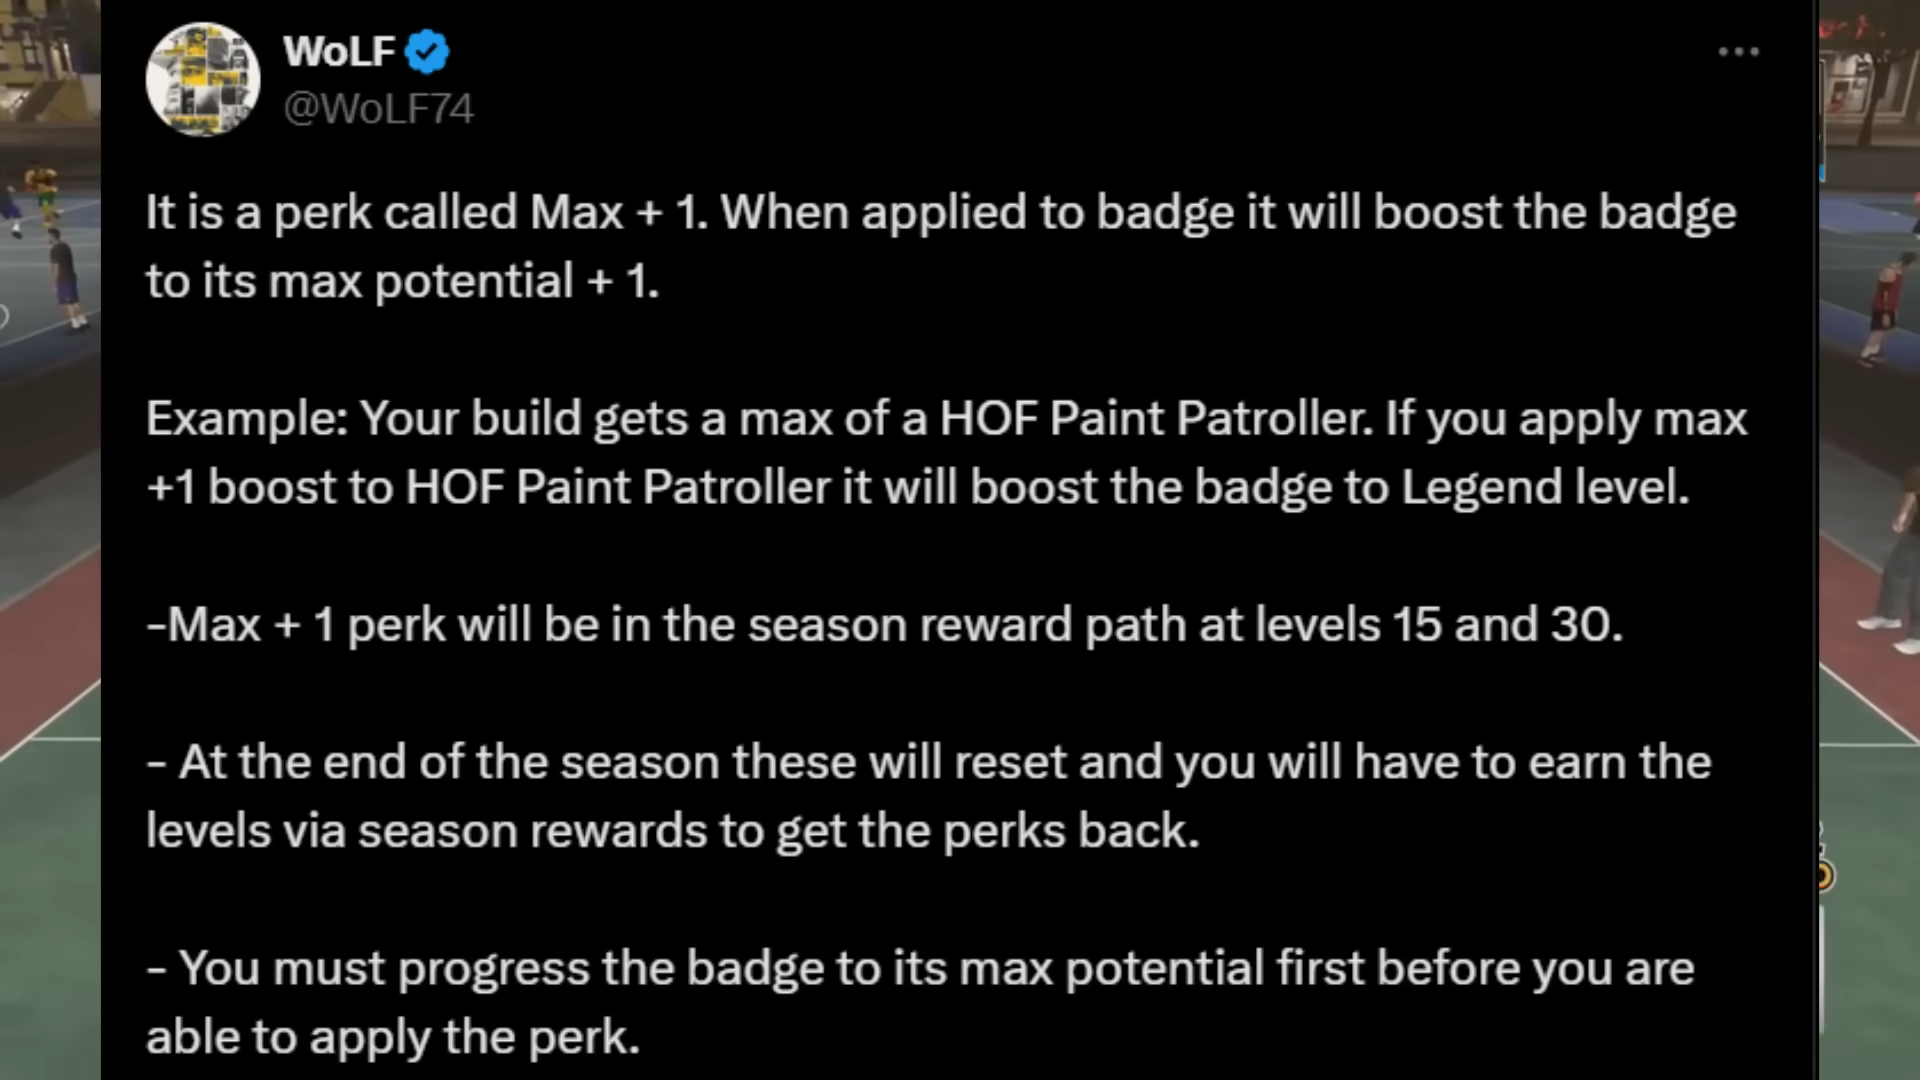 WoLF
@WoLF74
It is a perk called Max + 1. When applied to badge it will boost the badge
to its max potential + 1.
Example: Your build gets a max of a HOF Paint Patroller. If you apply max
+1 boost to HOF Paint Patroller it will boost the badge to Legend level.
-Max + 1 perk will be in the season reward path at levels 15 and 30.
- At the end of the season these will reset and you will have to earn the
levels via season rewards to get the perks back.
- You must progress the badge to its max potential first before you are
able to apply the perk.